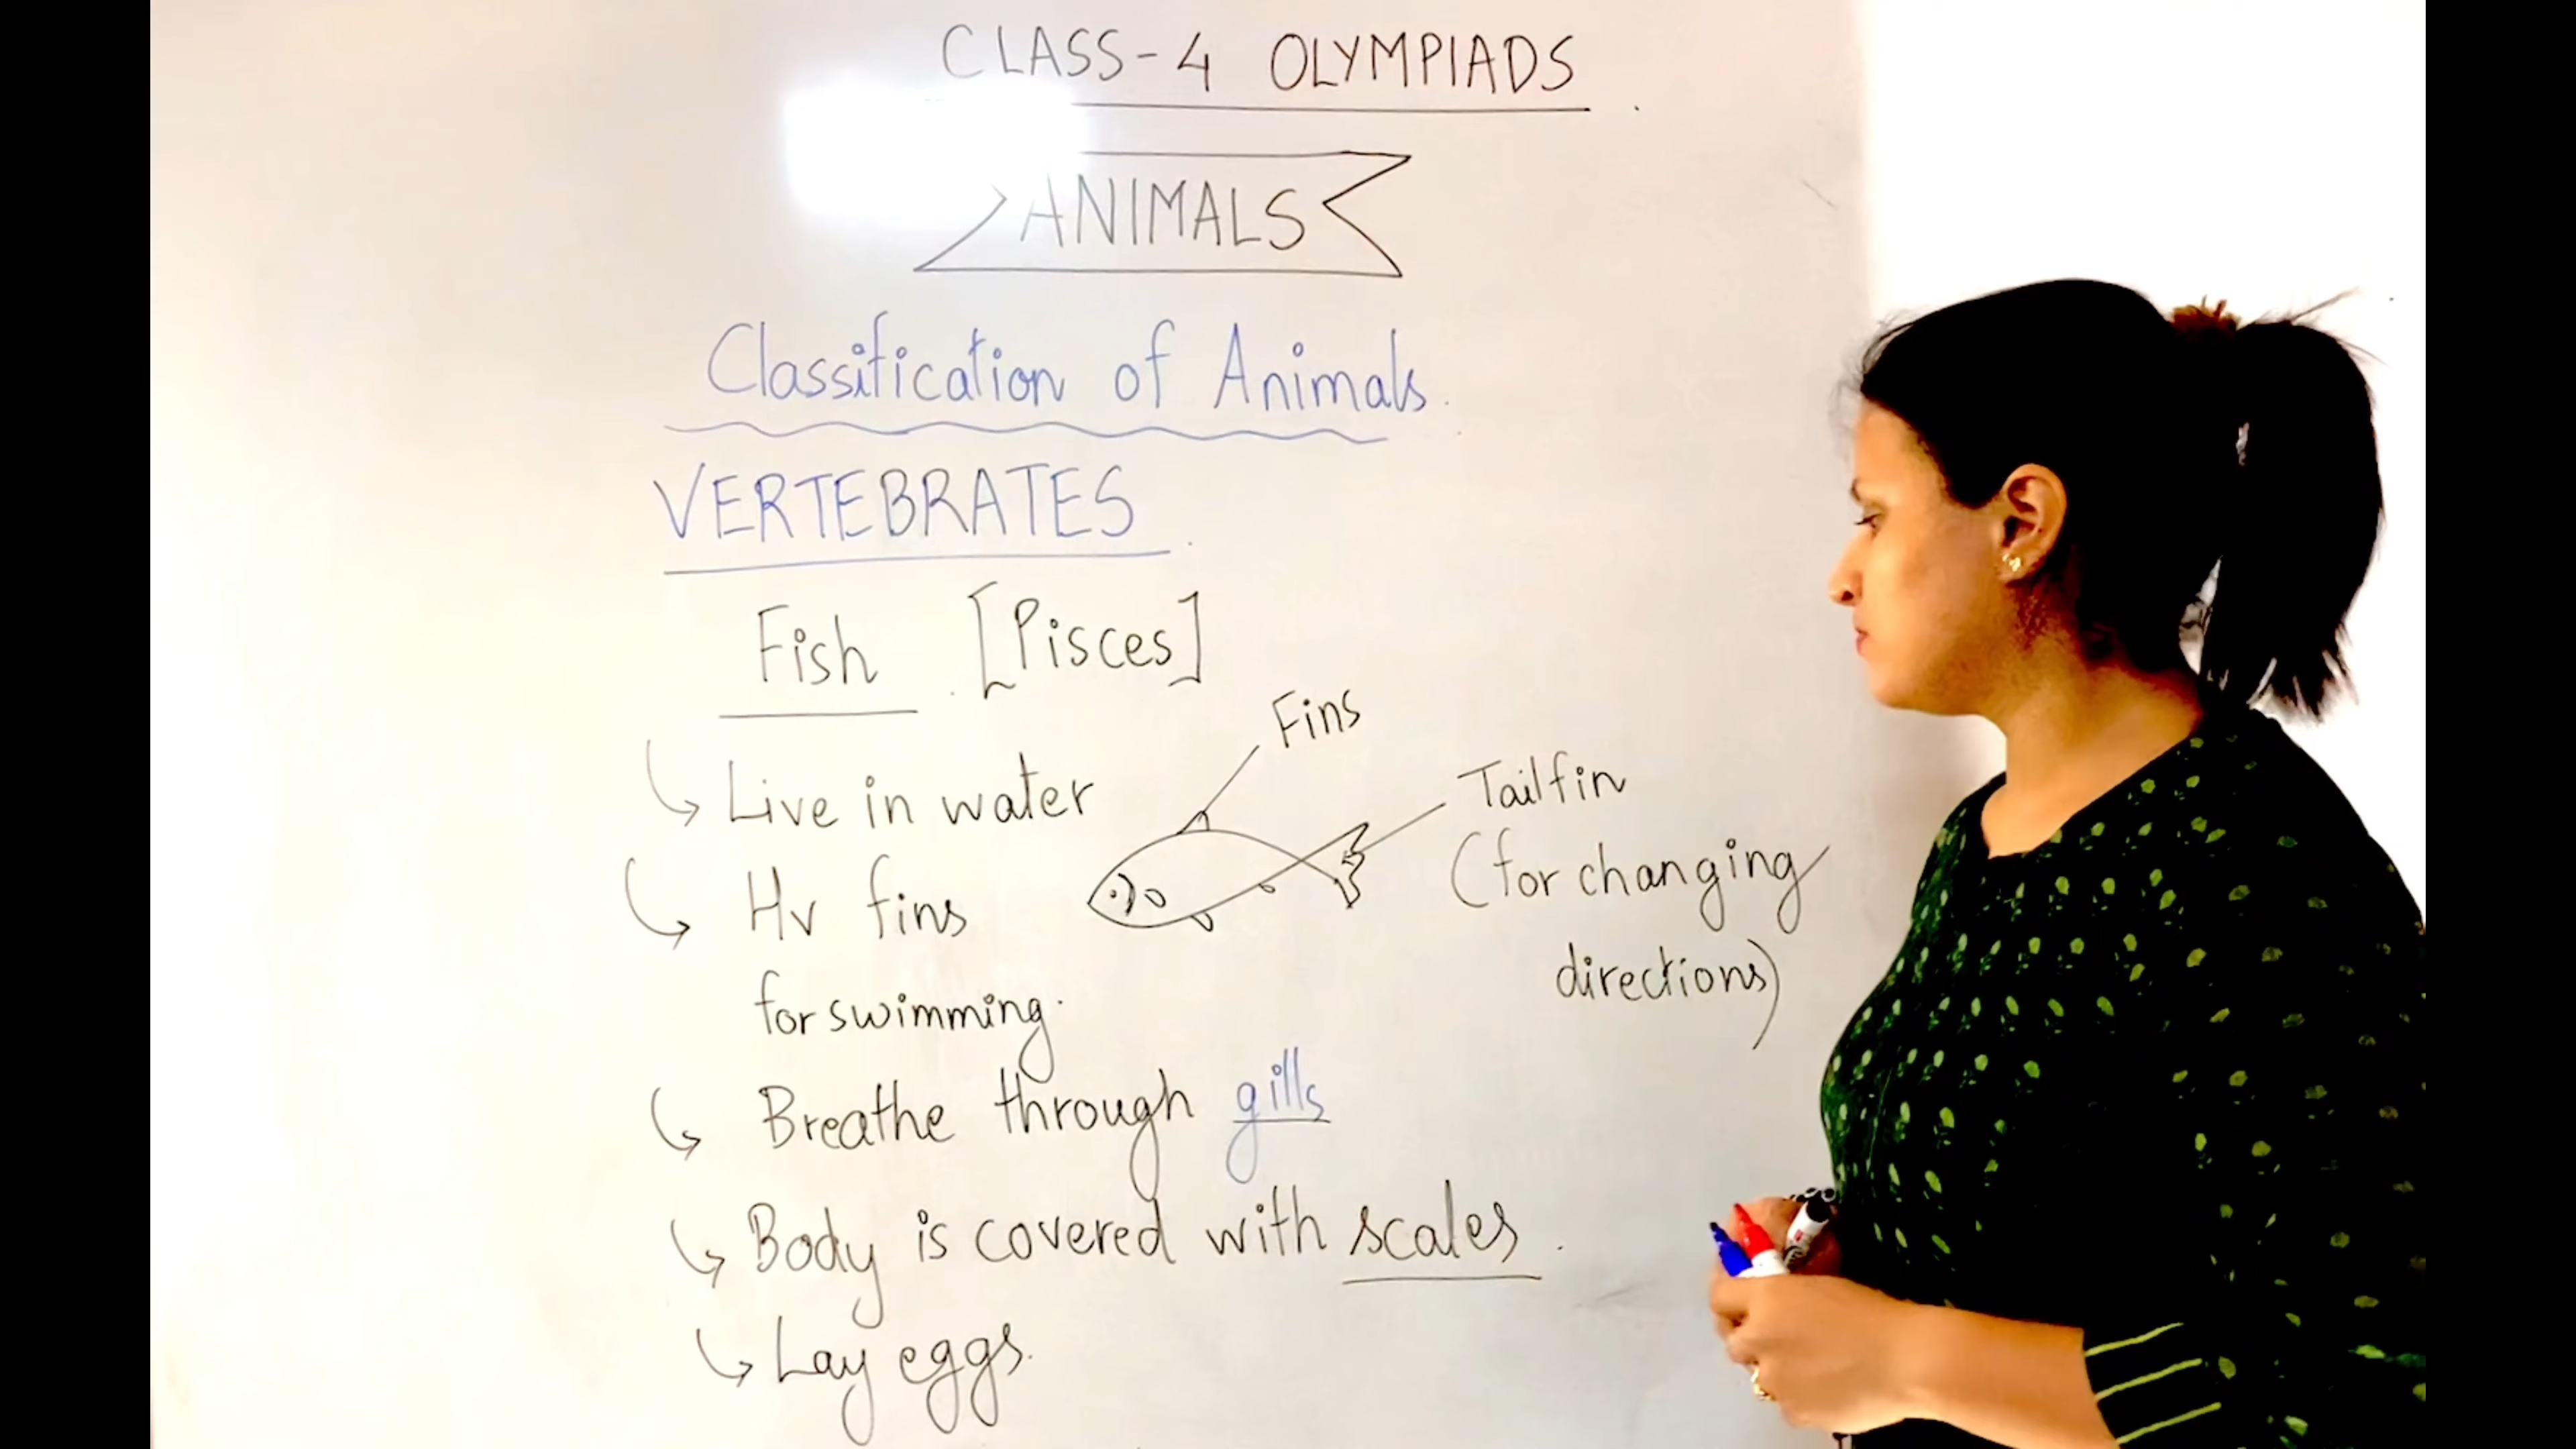 CLASS-4 OLYMPIADS
ANIMALS
Classification of Animals.
VERTEBRATES
Fish [Pisces]
Fins
Live in water
Tailfin
(for changing
directions)
Hv fins
for swimming.
Breathe through gills
Body is covered with scales.
Lay eggs.